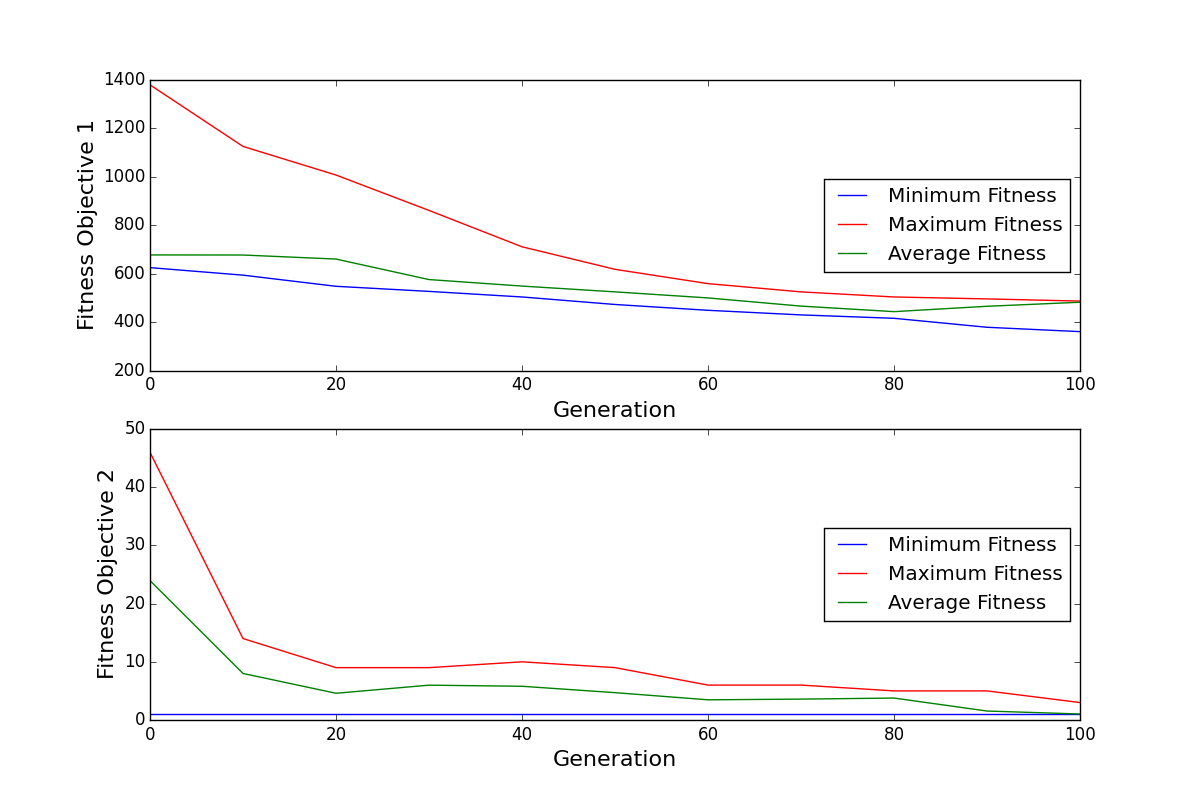 1400
1200
1000
800
600
400
200
Fitness Objective 1
Minimum Fitness
Maximum Fitness
Average Fitness
0 20 40 60 80 100
Generation
50
40
30
20
10
0
Fitness Objective 2
Minimum Fitness
Maximum Fitness
Average Fitness
0 20 40 60 80 100
Generation